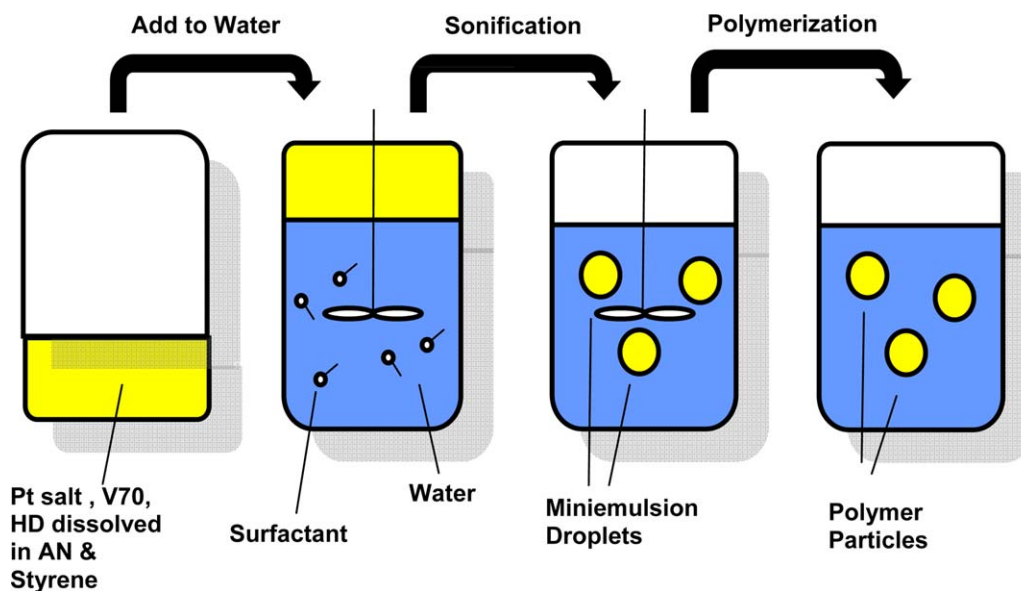 Add to Water
Sonification
Polymerization
Pt salt , V70,
HD dissolved
in AN &
Styrene
Surfactant
Water
Miniemulsion
Droplets
Polymer
Particles